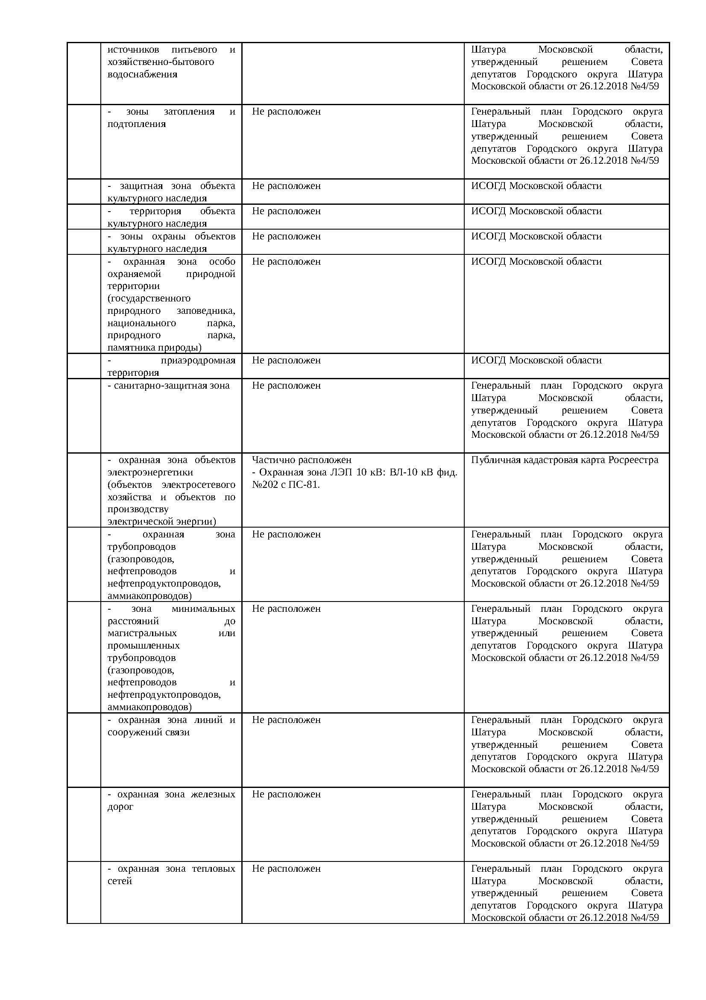 источников питьевого и
хозяйственно-бытового
водоснабжения
Шатура Московской области,
утвержденный решением Совета
депутатов Городского округа Шатура
Московской области от 26.12.2018 №4/59
- зоны затопления и
подтопления
Не расположен
Генеральный план Городского округа
Шатура Московской области,
утвержденный решением Совета
депутатов Городского округа Шатура
Московской области от 26.12.2018 №4/59
- защитная зона объекта
культурного наследия
Не расположен
ИСОГД Московской области
- территория объекта
культурного наследия
Не расположен
ИСОГД Московской области
- зоны охраны объектов
культурного наследия
Не расположен
ИСОГД Московской области
- охранная зона особо
охраняемой природной
территории
(государственного
природного заповедника,
национального парка,
природного парка,
памятника природы)
Не расположен
ИСОГД Московской области
- приаэродромная
территория
Не расположен
ИСОГД Московской области
- санитарно-защитная зона
Не расположен
Генеральный план Городского округа
Шатура Московской области,
утвержденный решением Совета
депутатов Городского округа Шатура
Московской области от 26.12.2018 №4/59
- охранная зона объектов
электроэнергетики
(объектов электросетевого
хозяйства и объектов по
производству
электрической энергии)
Частично расположен
- Охранная зона ЛЭП 10 кВ: ВЛ-10 кВ фид.
№202 с ПС-81.
Публичная кадастровая карта Росреестра
- охранная зона
трубопроводов
(газопроводов,
нефтепроводов и
нефтепродуктопроводов,
аммиакопроводов)
Не расположен
Генеральный план Городского округа
Шатура Московской области,
утвержденный решением Совета
депутатов Городского округа Шатура
Московской области от 26.12.2018 №4/59
- зона минимальных
расстояний до
магистральных или
промышленных
трубопроводов
(газопроводов,
нефтепроводов и
нефтепродуктопроводов,
аммиакопроводов)
Не расположен
Генеральный план Городского округа
Шатура Московской области,
утвержденный решением Совета
депутатов Городского округа Шатура
Московской области от 26.12.2018 №4/59
- охранная зона линий и
сооружений связи
Не расположен
Генеральный план Городского округа
Шатура Московской области,
утвержденный решением Совета
депутатов Городского округа Шатура
Московской области от 26.12.2018 №4/59
- охранная зона железных
дорог
Не расположен
Генеральный план Городского округа
Шатура Московской области,
утвержденный решением Совета
депутатов Городского округа Шатура
Московской области от 26.12.2018 №4/59
- охранная зона тепловых
сетей
Не расположен
Генеральный план Городского округа
Шатура Московской области,
утвержденный решением Совета
депутатов Городского округа Шатура
Московской области от 26.12.2018 №4/59